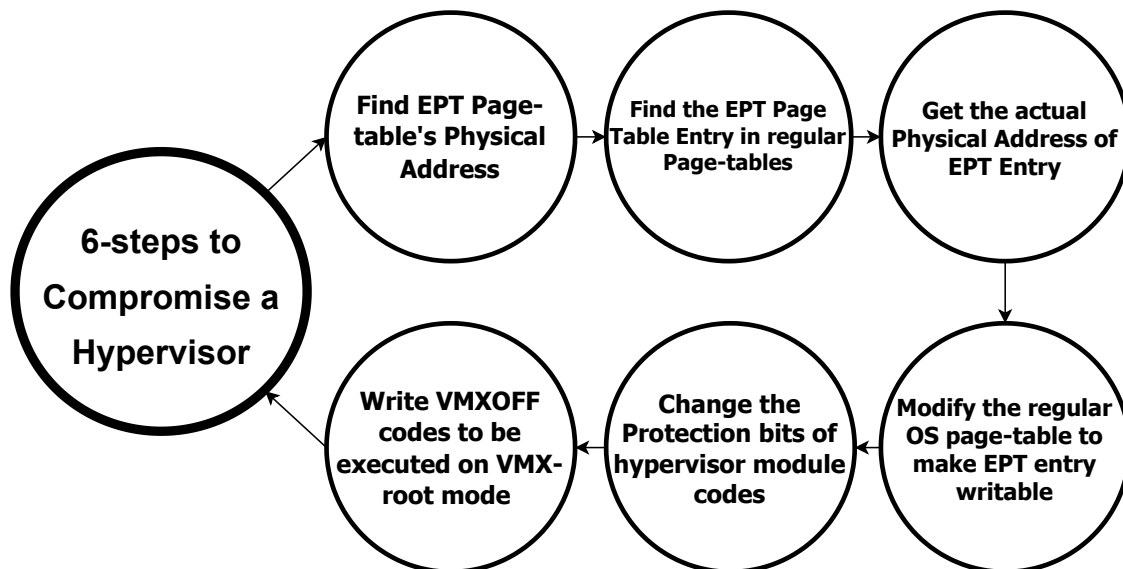 6-steps to
Compromise a
Hypervisor
Find EPT Page-
table's Physical
Address
Find the EPT Page
Table Entry in regular
Page-tables
Get the actual
Physical Address of
EPT Entry
Modify the regular
OS page-table to
make EPT entry
writable
Change the
Protection bits of
hypervisor module
codes
Write VMXOFF
codes to be
executed on VMX-
root mode